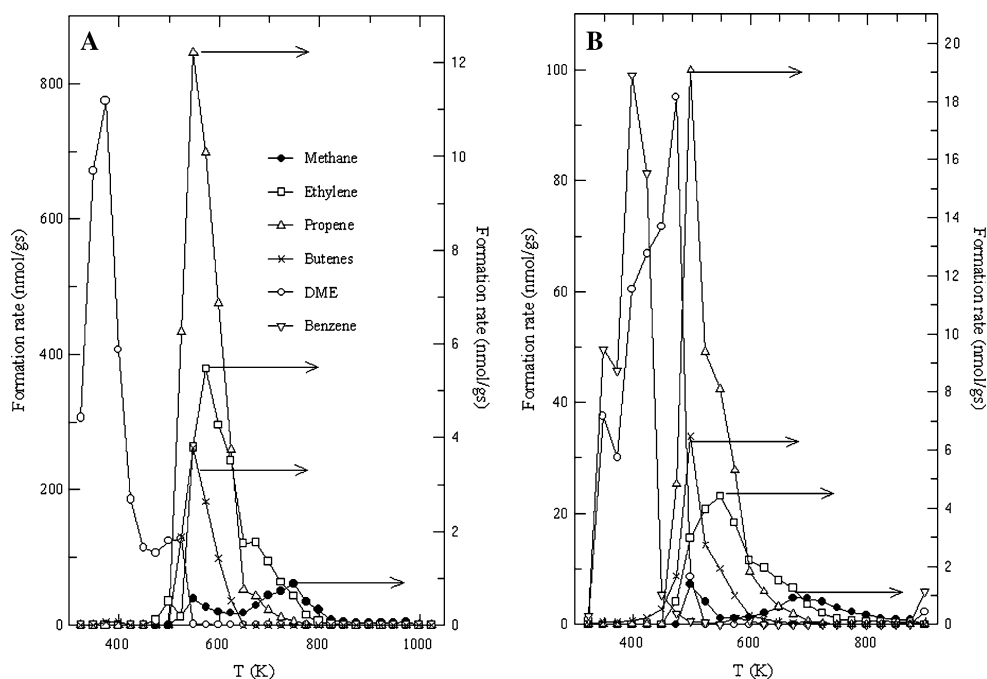 A
B
800
600
400
200
0
12
10
8
6
4
2
0
400
600
800
1000
T (K)
Formation rate (nmol/gs)
Formation rate (nmol/gs)
Methane
Ethylene
Propene
Butenes
DME
Benzene
100
80
60
40
20
0
20
18
16
14
12
10
8
6
4
2
0
400
600
800
T (K)
Formation rate (nmol/gs)
Formation rate (nmol/gs)